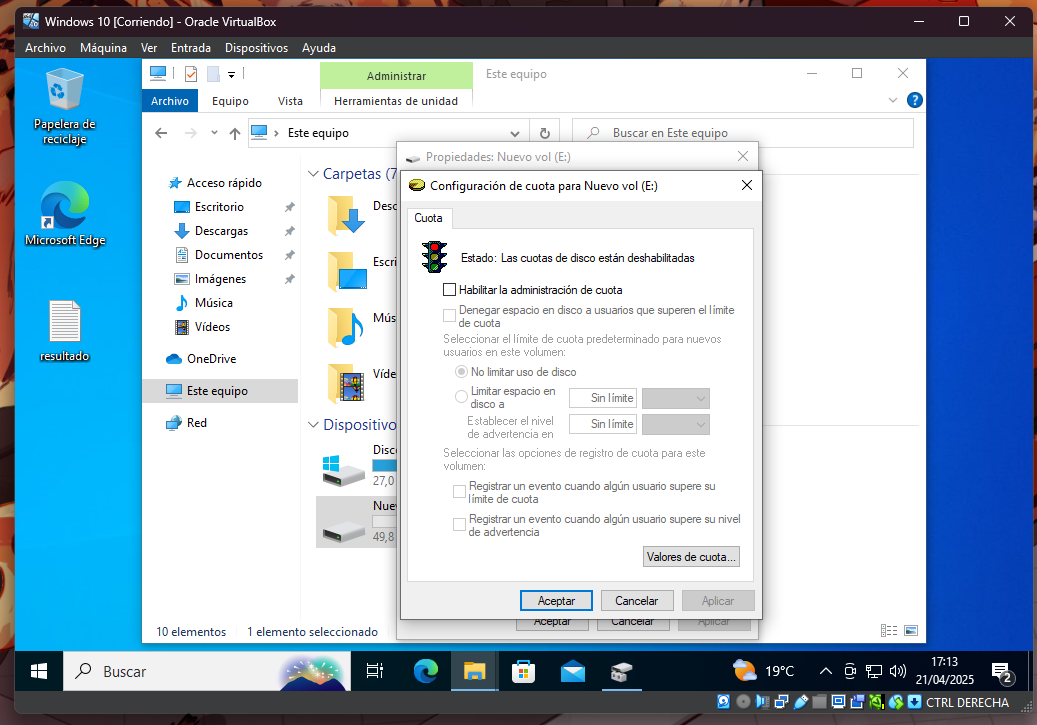 Windows 10 [Corriendo] - Oracle VirtualBox
Archivo Máquina Ver Entrada Dispositivos Ayuda
Papelera de
reciclaje
Microsoft Edge
resultado
Administrar
Este equipo
Archivo Equipo Vista Herramientas de unidad
Este equipo
Buscar en Este equipo
Acceso rápido
Escritorio
Descargas
Documentos
Imágenes
Música
Vídeos
OneDrive
Este equipo
Red
Carpetas (7
Desc
Escri
Mús
Víde
Dispositivo
Disc
27,0
Nuev
49,8
Propiedades: Nuevo vol (E:)
Configuración de cuota para Nuevo vol (E:)
Cuota
Estado: Las cuotas de disco están deshabilitadas
Habilitar la administración de cuota
Denegar espacio en disco a usuarios que superen el límite
de cuota
Seleccionar el límite de cuota predeterminado para nuevos
usuarios en este volumen:
No limitar uso de disco
Limitar espacio en
disco a
Sin límite
Establecer el nivel
de advertencia en
Sin límite
Seleccionar las opciones de registro de cuota para este
volumen:
Registrar un evento cuando algún usuario supere su
límite de cuota
Registrar un evento cuando algún usuario supere su nivel
de advertencia
Valores de cuota...
Aceptar Cancelar Aplicar
Aceptar Cancelar Aplicar
10 elementos 1 elemento seleccionado
Buscar
19°C
17:13
21/04/2025
2
CTRL DERECHA